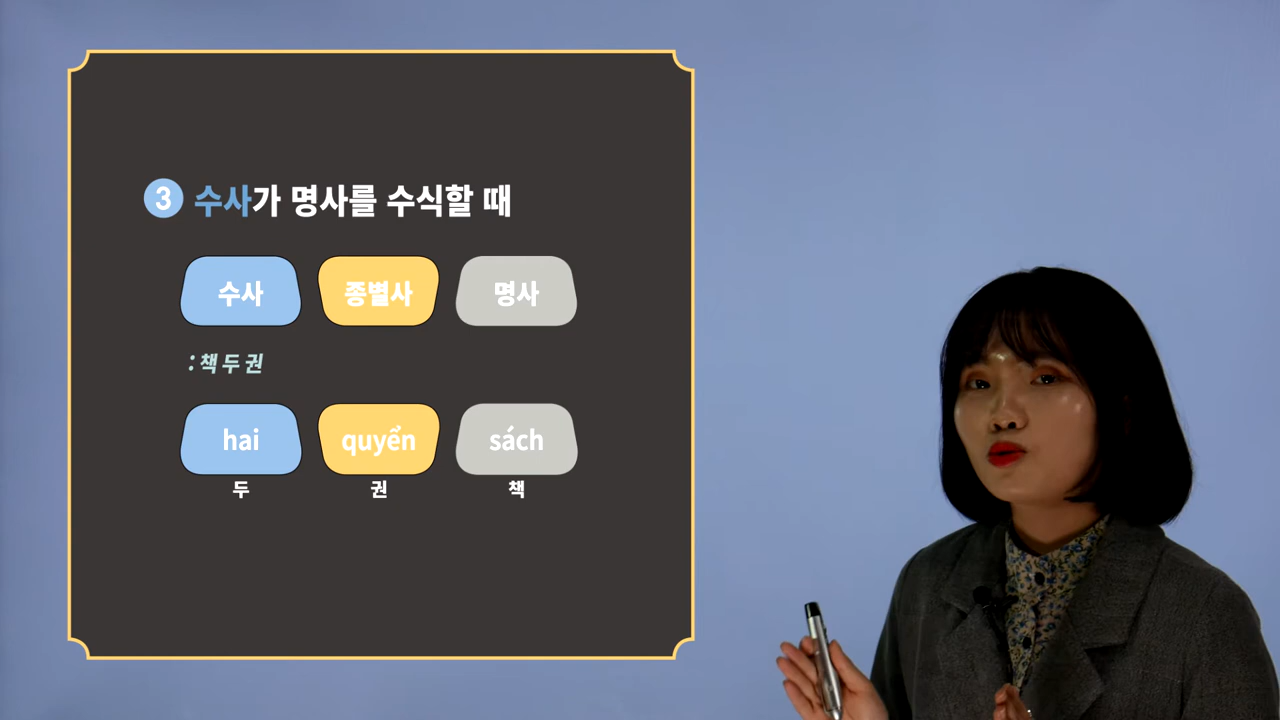 3 수사가 명사를 수식할 때
수사 종별사 명사
: 책 두 권
hai quyển sách
두 권 책